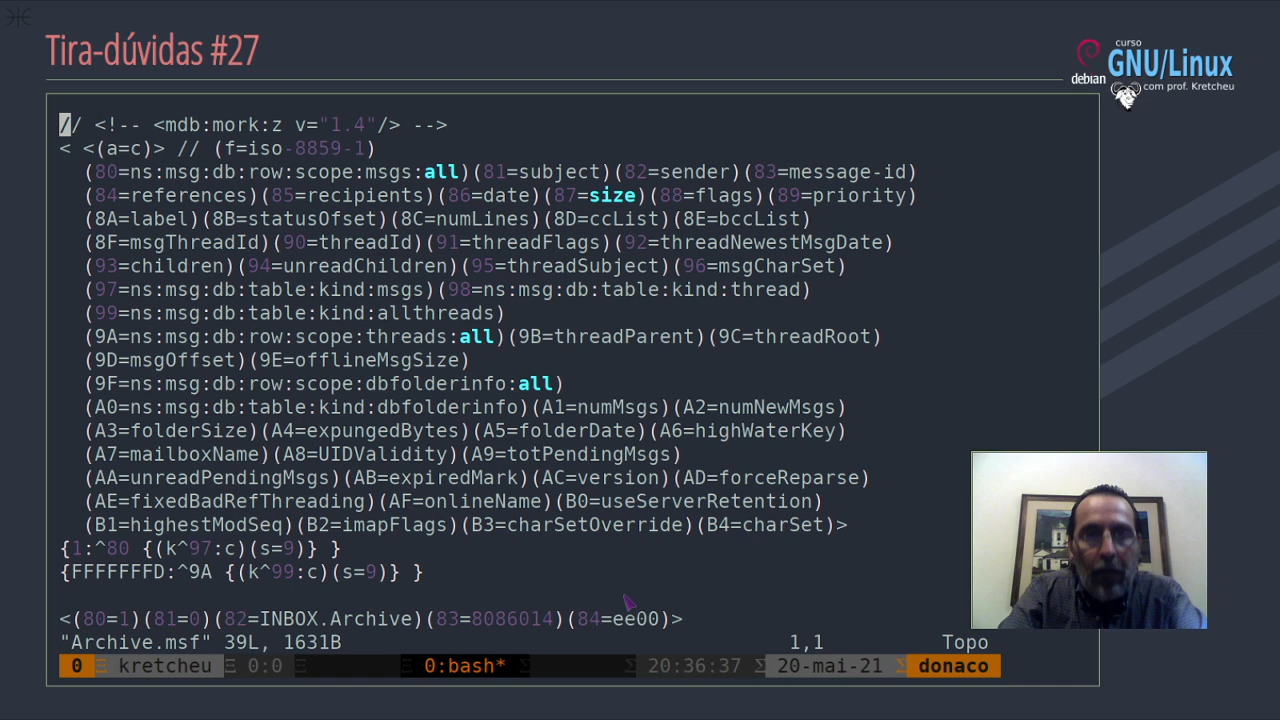 Tira-dúvidas #27
curso
GNU/Linux
debian
com prof. Kretcheu
// <!-- <mdb:mork:z v="1.4"/> -->
< <(a=c)> // (f=iso-8859-1)
(80=ns:msg:db:row:scope:msgs:all)(81=subject)(82=sender)(83=message-id)
(84=references)(85=recipients)(86=date)(87=size)(88=flags)(89=priority)
(8A=label)(8B=statusOfset)(8C=numLines)(8D=ccList)(8E=bccList)
(8F=msgThreadId)(90=threadId)(91=threadFlags)(92=threadNewestMsgDate)
(93=children)(94=unreadChildren)(95=threadSubject)(96=msgCharSet)
(97=ns:msg:db:table:kind:msgs)(98=ns:msg:db:table:kind:thread)
(99=ns:msg:db:table:kind:allthreads)
(9A=ns:msg:db:row:scope:threads:all)(9B=threadParent)(9C=threadRoot)
(9D=msgOffset)(9E=offlineMsgSize)
(9F=ns:msg:db:row:scope:dbfolderinfo:all)
(A0=ns:msg:db:table:kind:dbfolderinfo)(A1=numMsgs)(A2=numNewMsgs)
(A3=folderSize)(A4=expungedBytes)(A5=folderDate)(A6=highWaterKey)
(A7=mailboxName)(A8=UIDValidity)(A9=totPendingMsgs)
(AA=unreadPendingMsgs)(AB=expiredMark)(AC=version)(AD=forceReparse)
(AE=fixedBadRefThreading)(AF=onlineName)(B0=useServerRetention)
(B1=highestModSeq)(B2=imapFlags)(B3=charSetOverride)(B4=charSet)>
{1:^80 {(k^97:c)(s=9)} }
{FFFFFFFD:^9A {(k^99:c)(s=9)} }
<(80=1)(81=0)(82=INBOX.Archive)(83=8086014)(84=ee00)>
"Archive.msf" 39L, 1631B 1,1 Topo
0 Ξ kretcheu Ξ 0:0 Ξ 0:bash* Σ 20:36:37 Σ 20-mai-21 Σ donaco